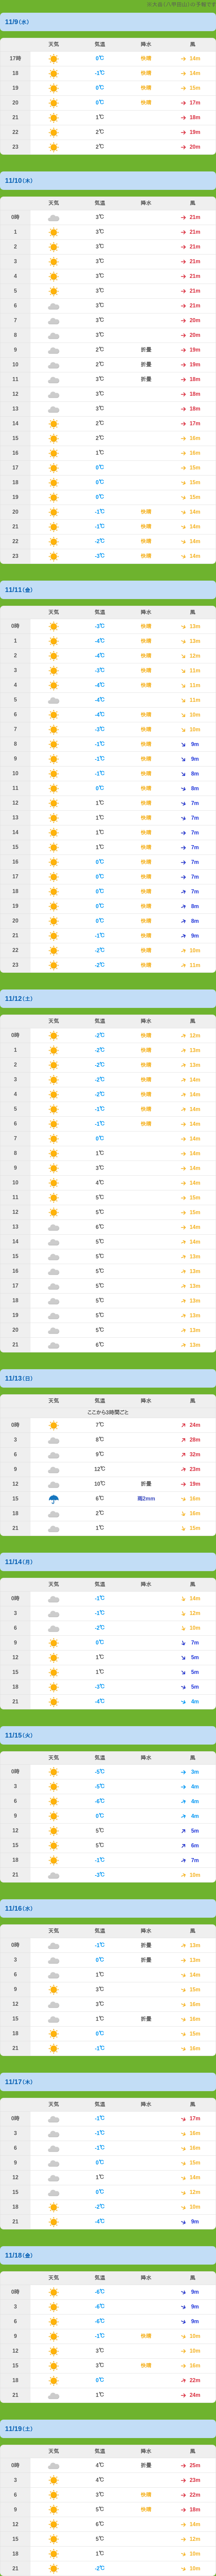 11/9(水)
天気 気温 降水 風
17時 0℃ 快晴 14m
18 -1℃ 快晴 14m
19 0℃ 快晴 15m
20 0℃ 快晴 17m
21 1℃ 18m
22 2℃ 19m
23 2℃ 20m
11/10(木)
天気 気温 降水 風
0時 3℃ 21m
1 3℃ 21m
2 3℃ 21m
3 3℃ 21m
4 3℃ 21m
5 3℃ 21m
6 3℃ 21m
7 3℃ 20m
8 3℃ 20m
9 2℃ 折畳 19m
10 2℃ 折畳 19m
11 3℃ 折畳 18m
12 3℃ 18m
13 3℃ 18m
14 2℃ 17m
15 2℃ 16m
16 1℃ 16m
17 0℃ 15m
18 0℃ 15m
19 0℃ 15m
20 -1℃ 快晴 14m
21 -1℃ 快晴 14m
22 -2℃ 快晴 14m
23 -3℃ 快晴 14m
11/11(金)
天気 気温 降水 風
0時 -3℃ 快晴 13m
1 -4℃ 快晴 13m
2 -4℃ 快晴 12m
3 -3℃ 快晴 11m
4 -4℃ 快晴 11m
5 -4℃ 11m
6 -4℃ 快晴 10m
7 -3℃ 快晴 10m
8 -1℃ 快晴 9m
9 -1℃ 快晴 9m
10 -1℃ 快晴 8m
11 0℃ 快晴 8m
12 1℃ 快晴 7m
13 1℃ 快晴 7m
14 1℃ 快晴 7m
15 1℃ 快晴 7m
16 0℃ 快晴 7m
17 0℃ 快晴 7m
18 0℃ 快晴 7m
19 0℃ 快晴 8m
20 0℃ 快晴 8m
21 -1℃ 快晴 9m
22 -2℃ 快晴 10m
23 -2℃ 快晴 11m
11/12(土)
天気 気温 降水 風
0時 -2℃ 快晴 12m
1 -2℃ 快晴 13m
2 -2℃ 快晴 13m
3 -2℃ 快晴 14m
4 -2℃ 快晴 14m
5 -1℃ 快晴 14m
6 -1℃ 快晴 14m
7 0℃ 14m
8 1℃ 14m
9 3℃ 14m
10 4℃ 14m
11 5℃ 15m
12 5℃ 15m
13 6℃ 14m
14 5℃ 14m
15 5℃ 13m
16 5℃ 13m
17 5℃ 13m
18 5℃ 13m
19 5℃ 13m
20 5℃ 13m
21 6℃ 13m
11/13(日)
天気 気温 降水 風
ここから3時間ごと
0時 7℃ 24m
3 8℃ 28m
6 9℃ 32m
9 12℃ 23m
12 10℃ 折畳 19m
15 6℃ 雨2mm 16m
18 2℃ 16m
21 1℃ 15m
11/14(月)
天気 気温 降水 風
0時 -1℃ 14m
3 -1℃ 12m
6 -2℃ 10m
9 0℃ 7m
12 1℃ 5m
15 1℃ 5m
18 -3℃ 5m
21 -4℃ 4m
11/15(火)
天気 気温 降水 風
0時 -5℃ 3m
3 -5℃ 4m
6 -6℃ 4m
9 0℃ 4m
12 5℃ 5m
15 5℃ 6m
18 -1℃ 7m
21 -3℃ 10m
11/16(水)
天気 気温 降水 風
0時 -1℃ 折畳 13m
3 0℃ 折畳 13m
6 1℃ 14m
9 3℃ 15m
12 3℃ 16m
15 1℃ 折畳 16m
18 0℃ 15m
21 -1℃ 16m
11/17(木)
天気 気温 降水 風
0時 -1℃ 17m
3 -1℃ 16m
6 -1℃ 16m
9 0℃ 15m
12 1℃ 14m
15 0℃ 12m
18 -2℃ 10m
21 -4℃ 9m
11/18(金)
天気 気温 降水 風
0時 -6℃ 9m
3 -6℃ 9m
6 -6℃ 9m
9 -1℃ 快晴 10m
12 3℃ 10m
15 3℃ 快晴 16m
18 0℃ 22m
21 1℃ 24m
11/19(土)
天気 気温 降水 風
0時 4℃ 折畳 25m
3 4℃ 23m
6 3℃ 快晴 22m
9 5℃ 快晴 18m
12 6℃ 14m
15 5℃ 12m
18 1℃ 10m
21 -2℃ 10m